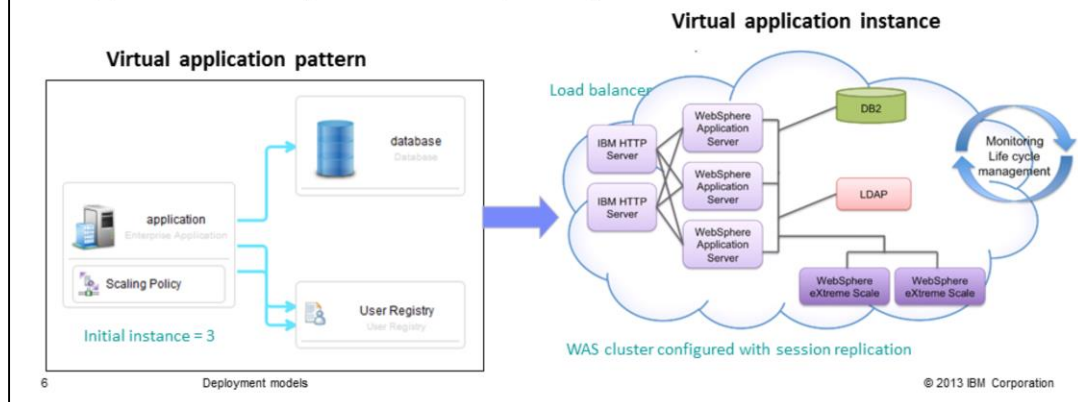 Virtual application instance
Virtual application pattern
database
Database
application
Enterprise Application
Scaling Policy
User Registry
User Registry
Initial instance = 3
Load balancer
IBM HTTP
Server
IBM HTTP
Server
WebSphere
Application
Server
WebSphere
Application
Server
WebSphere
Application
Server
DB2
LDAP
WebSphere
eXtreme Scale
WebSphere
eXtreme Scale
Monitoring
Life cycle
management
WAS cluster configured with session replication
6
Deployment models
© 2013 IBM Corporation